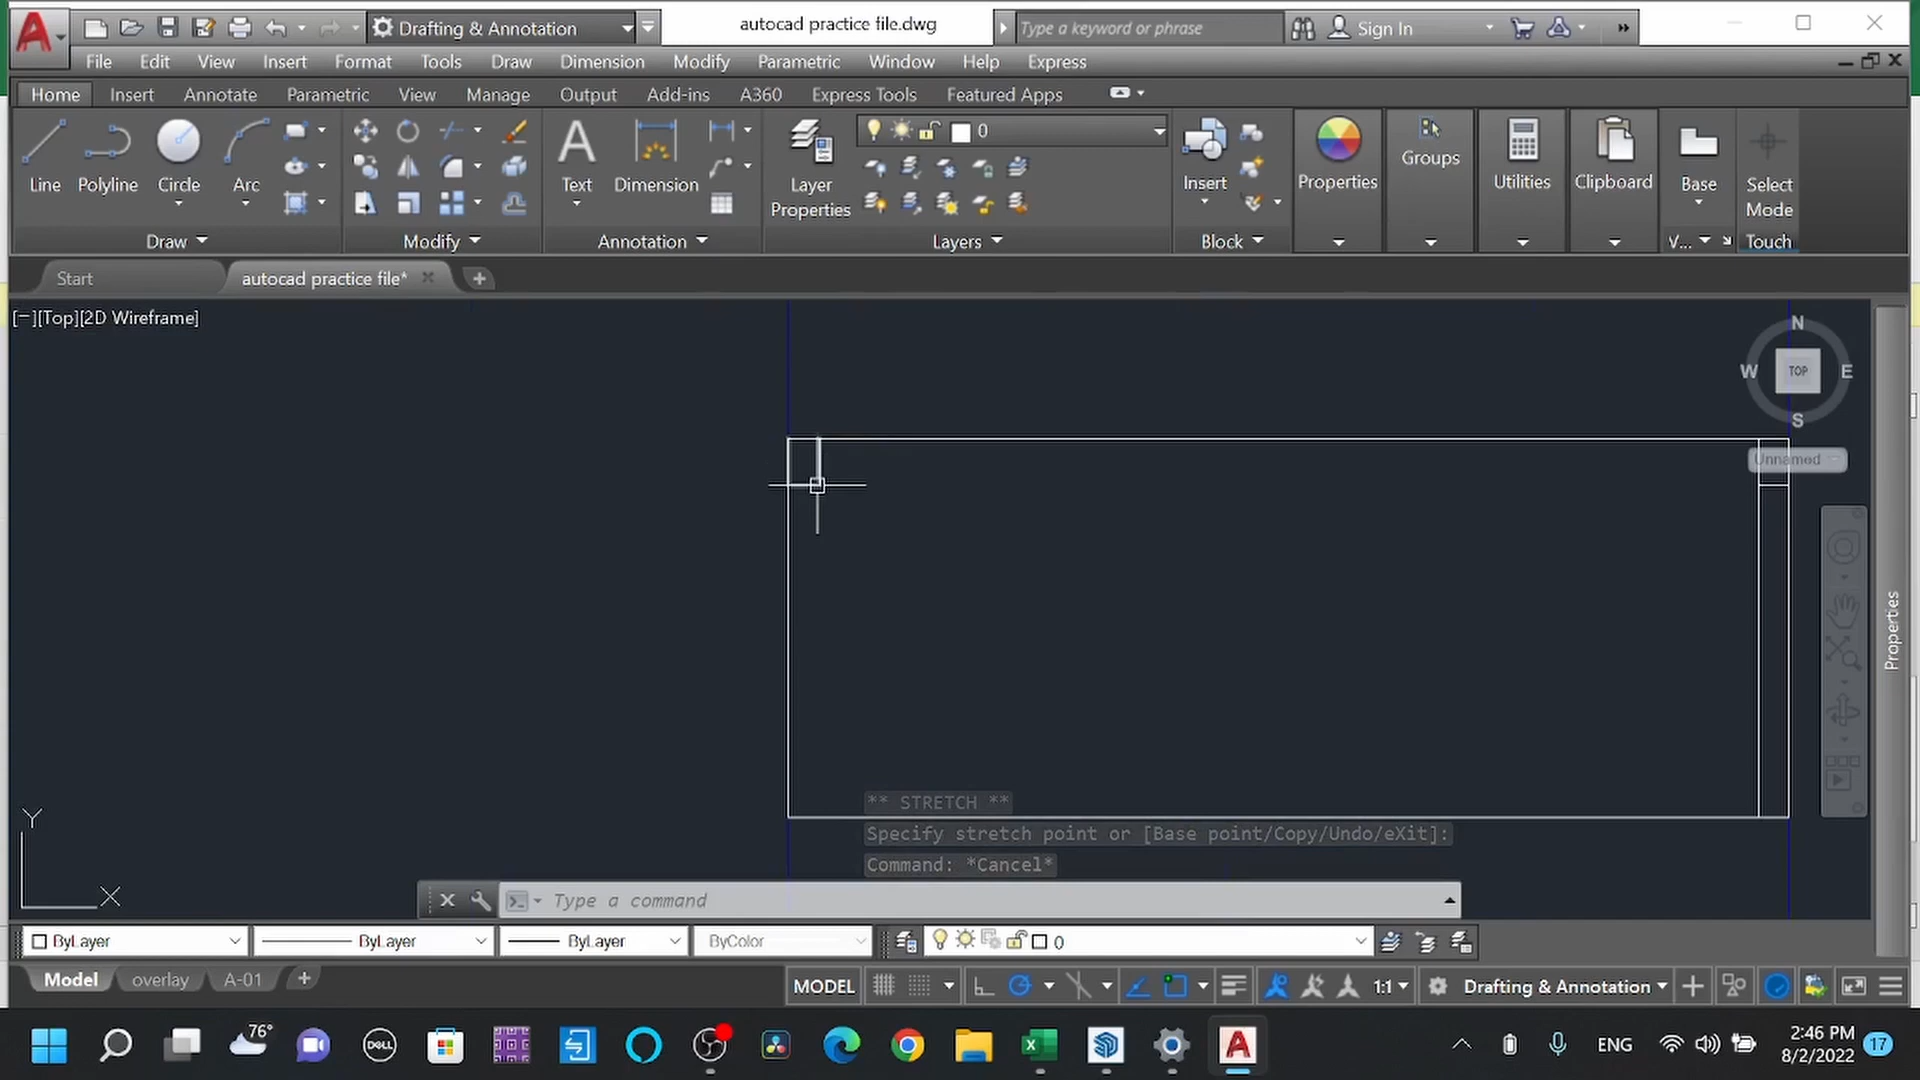 Drafting & Annotation
autocad practice file.dwg
Type a keyword or phrase
Sign In
File Edit View Insert Format Tools Draw Dimension Modify Parametric Window Help Express
Home Insert Annotate Parametric View Manage Output Add-ins A360 Express Tools Featured Apps
0
Line Polyline Circle Arc
Text Dimension
Layer Properties
Insert
Properties
Groups
Utilities
Clipboard
Base
Select Mode
Draw Modify Annotation Layers Block V... Touch
Start autocad practice file*
[−][Top][2D Wireframe]
N
W TOP E
S
Unnamed
Properties
** STRETCH **
Specify stretch point or [Base point/Copy/Undo/eXit]:
Command: *Cancel*
Y
X
Type a command
ByLayer ByLayer ByLayer ByColor 0
Model overlay A-01
MODEL 1:1 Drafting & Annotation
76°
DELL
ENG
2:46 PM
8/2/2022
17